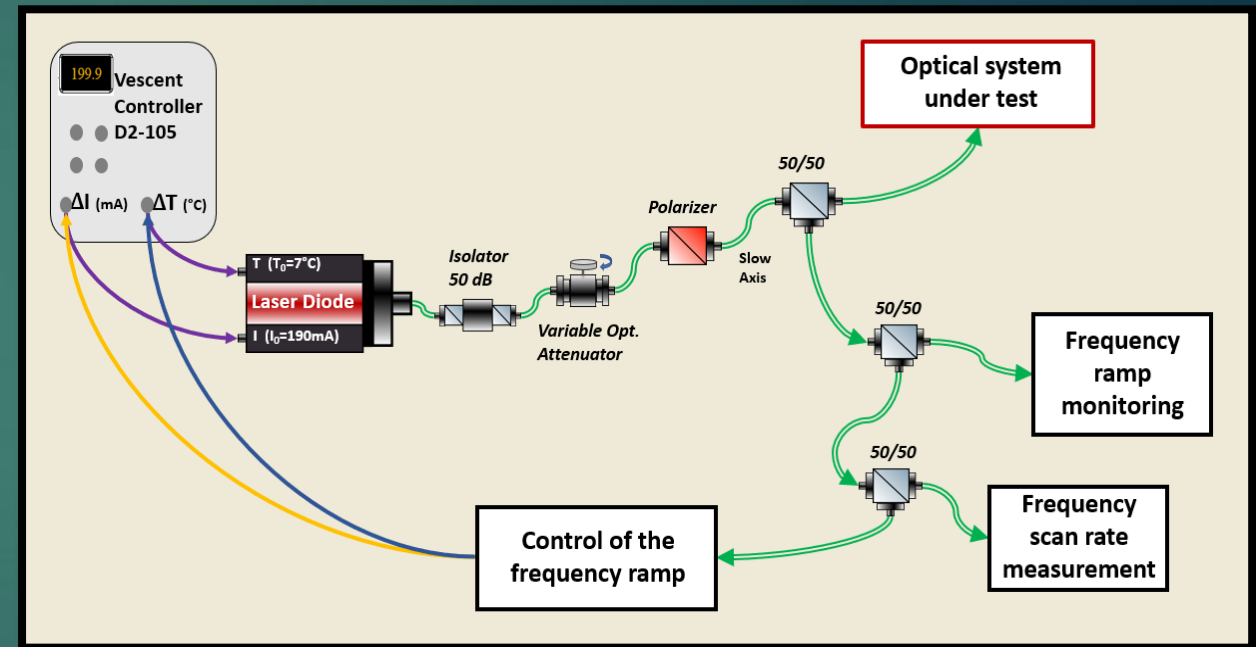 199.9
Vescent
Controller
D2-105
ΔI (mA)
ΔT (°C)
T (T₀=7°C)
Laser Diode
I (I₀=190mA)
Isolator
50 dB
Variable Opt.
Attenuator
Polarizer
Slow
Axis
50/50
Optical system
under test
50/50
Frequency
ramp
monitoring
50/50
Frequency
scan rate
measurement
Control of the
frequency ramp